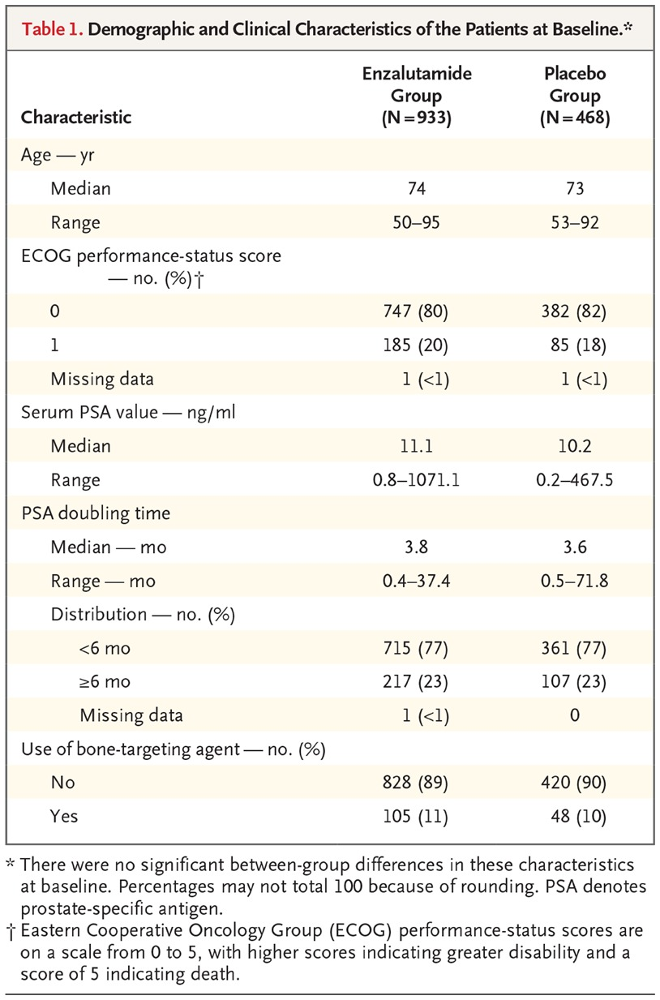 Table 1. Demographic and Clinical Characteristics of the Patients at Baseline.*
Characteristic Enzalutamide Group (N=933) Placebo Group (N=468)
Age — yr
Median 74 73
Range 50–95 53–92
ECOG performance-status score
— no. (%)†
0 747 (80) 382 (82)
1 185 (20) 85 (18)
Missing data 1 (<1) 1 (<1)
Serum PSA value — ng/ml
Median 11.1 10.2
Range 0.8–1071.1 0.2–467.5
PSA doubling time
Median — mo 3.8 3.6
Range — mo 0.4–37.4 0.5–71.8
Distribution — no. (%)
<6 mo 715 (77) 361 (77)
≥6 mo 217 (23) 107 (23)
Missing data 1 (<1) 0
Use of bone-targeting agent — no. (%)
No 828 (89) 420 (90)
Yes 105 (11) 48 (10)
* There were no significant between-group differences in these characteristics
at baseline. Percentages may not total 100 because of rounding. PSA denotes
prostate-specific antigen.
† Eastern Cooperative Oncology Group (ECOG) performance-status scores are
on a scale from 0 to 5, with higher scores indicating greater disability and a
score of 5 indicating death.